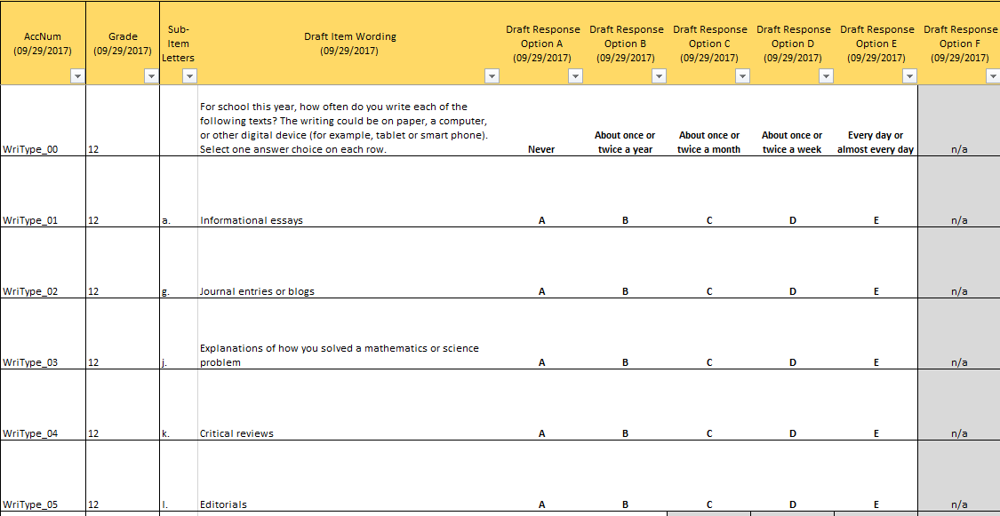 AccNum
(09/29/2017)
Grade
(09/29/2017)
Sub-
Item
Letters
Draft Item Wording
(09/29/2017)
Draft Response
Option A
(09/29/2017)
Draft Response
Option B
(09/29/2017)
Draft Response
Option C
(09/29/2017)
Draft Response
Option D
(09/29/2017)
Draft Response
Option E
(09/29/2017)
Draft Response
Option F
(09/29/2017)
WriType_00
12
For school this year, how often do you write each of the
following texts? The writing could be on paper, a computer,
or other digital device (for example, tablet or smart phone).
Select one answer choice on each row.
Never
About once or
twice a year
About once or
twice a month
About once or
twice a week
Every day or
almost every day
n/a
WriType_01 12 a. Informational essays A B C D E n/a
WriType_02 12 g. Journal entries or blogs A B C D E n/a
WriType_03 12 j.
Explanations of how you solved a mathematics or science
problem
A B C D E n/a
WriType_04 12 k. Critical reviews A B C D E n/a
WriType_05 12 l. Editorials A B C D E n/a